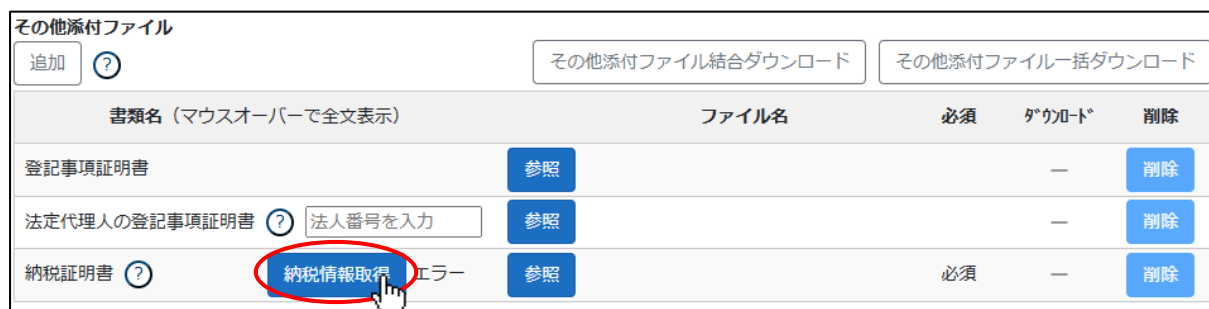 その他添付ファイル
追加 ? その他添付ファイル結合ダウンロード その他添付ファイル一括ダウンロード
書類名（マウスオーバーで全文表示） ファイル名 必須 ﾀﾞｳﾝﾛｰﾄﾞ 削除
登記事項証明書 参照 ― 削除
法定代理人の登記事項証明書 ? 法人番号を入力 参照 ― 削除
納税証明書 ? 納税情報取得 エラー 参照 必須 ― 削除